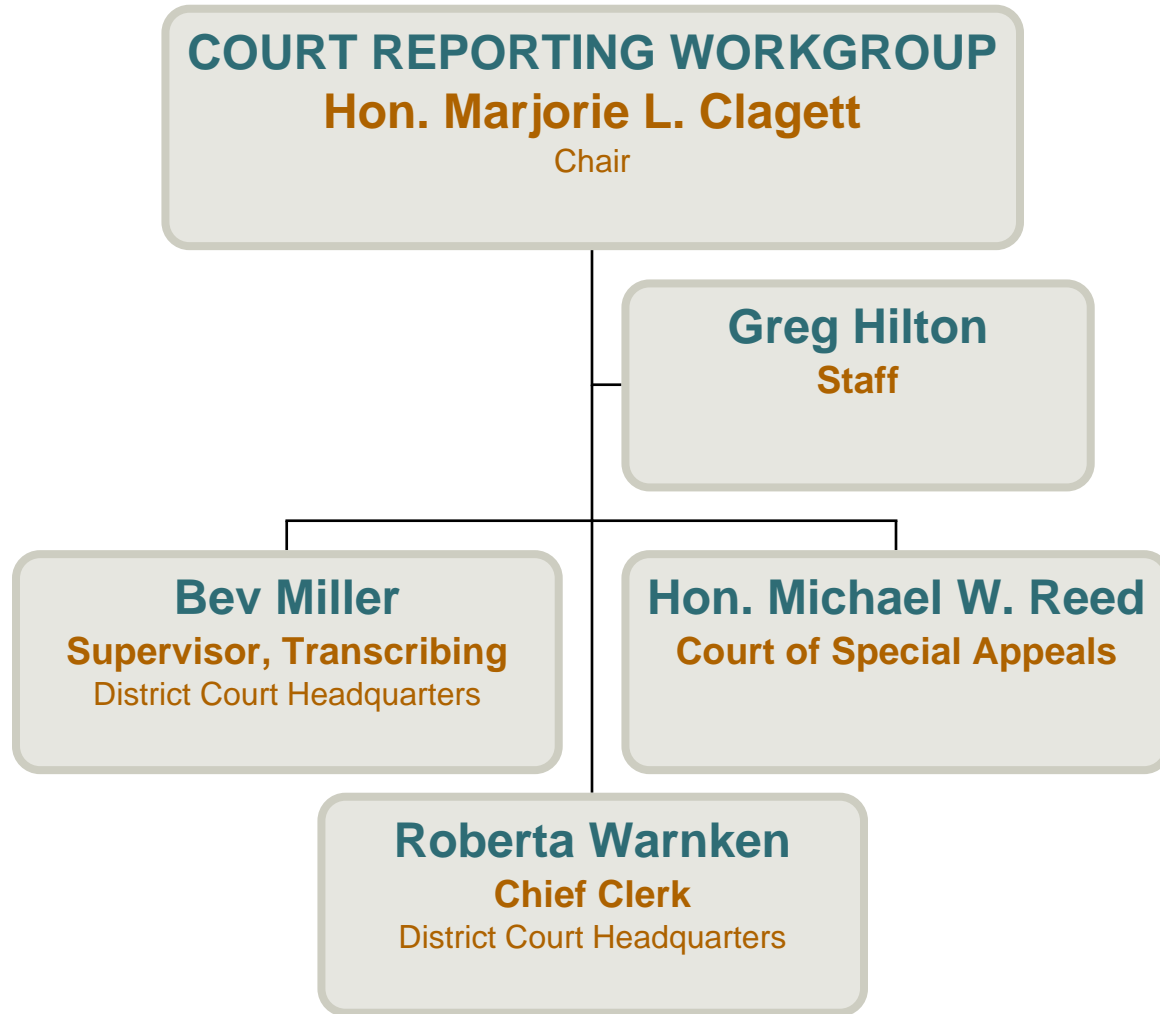 COURT REPORTING WORKGROUP
Hon. Marjorie L. Clagett
Chair
Greg Hilton
Staff
Bev Miller
Supervisor, Transcribing
District Court Headquarters
Hon. Michael W. Reed
Court of Special Appeals
Roberta Warnken
Chief Clerk
District Court Headquarters